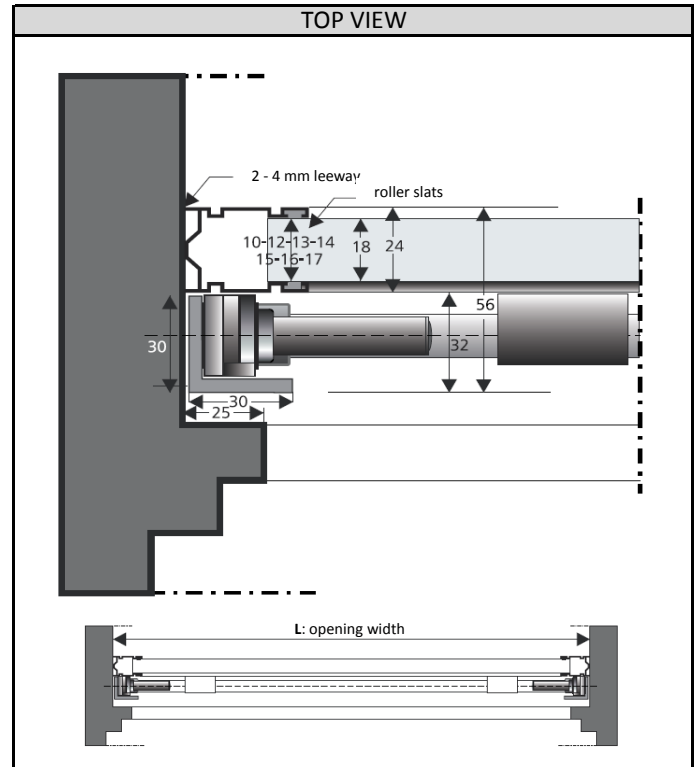 TOP VIEW
2 - 4 mm leeway
roller slats
10-12-13-14
15-16-17
18
24
56
30
32
30
25
L: opening width